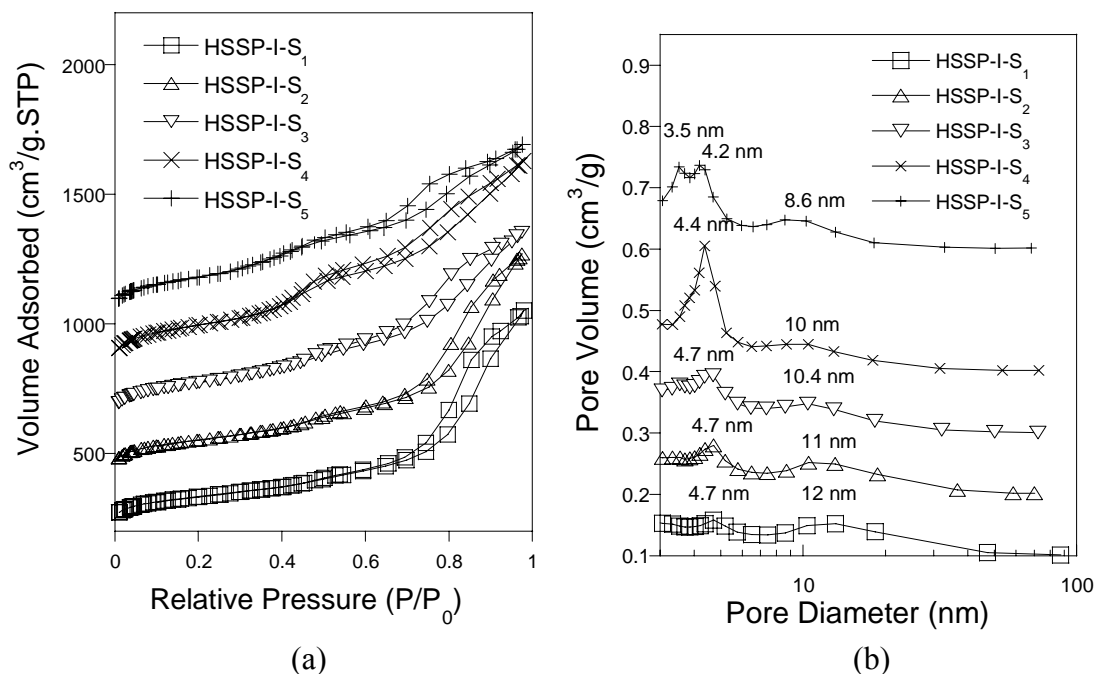 2000
1500
1000
500
0
0.2
0.4
0.6
0.8
1
HSSP-I-S1
HSSP-I-S2
HSSP-I-S3
HSSP-I-S4
HSSP-I-S5
Volume Adsorbed (cm3/g.STP)
Relative Pressure (P/P0)
(a)
0.9
0.8
0.7
0.6
0.5
0.4
0.3
0.2
0.1
10
100
HSSP-I-S1
HSSP-I-S2
HSSP-I-S3
HSSP-I-S4
HSSP-I-S5
3.5 nm
4.2 nm
8.6 nm
4.4 nm
10 nm
4.7 nm
10.4 nm
4.7 nm
11 nm
4.7 nm
12 nm
Pore Volume (cm3/g)
Pore Diameter (nm)
(b)